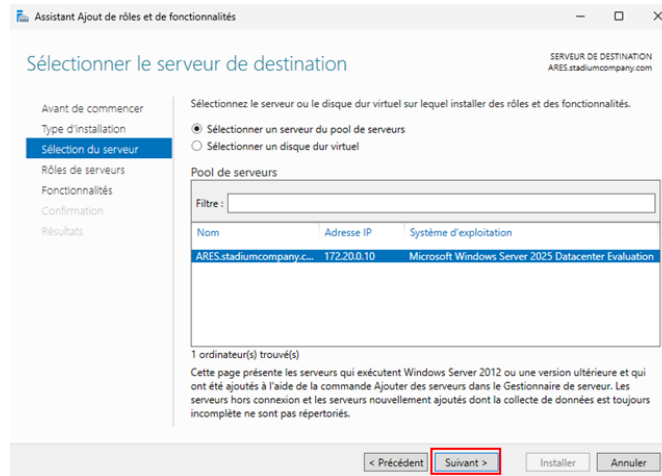 Assistant Ajout de rôles et de fonctionnalités
Sélectionner le serveur de destination
SERVEUR DE DESTINATION
ARES.stadiumcompany.com
Avant de commencer
Type d'installation
Sélection du serveur
Rôles de serveurs
Fonctionnalités
Confirmation
Résultats
Sélectionnez le serveur ou le disque dur virtuel sur lequel installer des rôles et des fonctionnalités.
Sélectionner un serveur du pool de serveurs
Sélectionner un disque dur virtuel
Pool de serveurs
Filtre :
Nom Adresse IP Système d'exploitation
ARES.stadiumcompany.c... 172.20.0.10 Microsoft Windows Server 2025 Datacenter Evaluation
1 ordinateur(s) trouvé(s)
Cette page présente les serveurs qui exécutent Windows Server 2012 ou une version ultérieure et qui
ont été ajoutés à l'aide de la commande Ajouter des serveurs dans le Gestionnaire de serveur. Les
serveurs hors connexion et les serveurs nouvellement ajoutés dont la collecte de données est toujours
incomplète ne sont pas répertoriés.
< Précédent Suivant > Installer Annuler